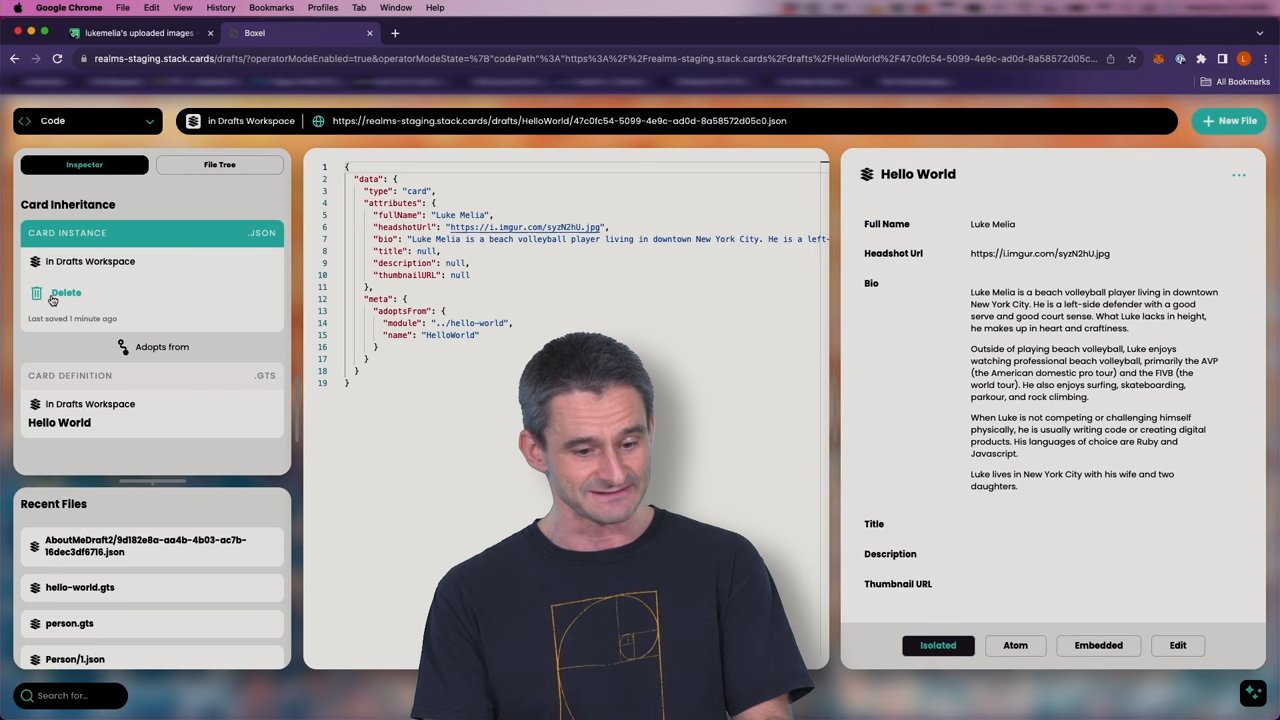 Google Chrome File Edit View History Bookmarks Profiles Tab Window Help
lukemelia's uploaded images -
Boxel
realms-staging.stack.cards/drafts/?operatorModeEnabled=true&operatorModeState=%7B"codePath"%3A"https%3A%2F%2Frealms-staging.stack.cards%2Fdrafts%2FHelloWorld%2F47c0fc54-5099-4e9c-ad0d-8a58572d05c...
L
All Bookmarks
Code
in Drafts Workspace
https://realms-staging.stack.cards/drafts/HelloWorld/47c0fc54-5099-4e9c-ad0d-8a58572d05c0.json
+ New File
Inspector
File Tree
Card Inheritance
CARD INSTANCE .JSON
in Drafts Workspace
Delete
Last saved 1 minute ago
Adopts from
CARD DEFINITION .GTS
in Drafts Workspace
Hello World
Recent Files
AboutMeDraft2/9d182e8a-aa4b-4b03-ac7b-
16dec3df6716.json
hello-world.gts
person.gts
Person/1.json
Search for...
1 {
2 "data": {
3 "type": "card",
4 "attributes": {
5 "fullName": "Luke Melia",
6 "headshotUrl": "https://i.imgur.com/syzN2hU.jpg",
7 "bio": "Luke Melia is a beach volleyball player living in downtown New York City. He is a left-
8 "title": null,
9 "description": null,
10 "thumbnailURL": null
11 },
12 "meta": {
13 "adoptsFrom": {
14 "module": "../hello-world",
15 "name": "HelloWorld"
16 }
17 }
18 }
19 }
Hello World
Full Name Luke Melia
Headshot Url https://i.imgur.com/syzN2hU.jpg
Bio
Luke Melia is a beach volleyball player living in downtown
New York City. He is a left-side defender with a good
serve and good court sense. What Luke lacks in height,
he makes up in heart and craftiness.
Outside of playing beach volleyball, Luke enjoys
watching professional beach volleyball, primarily the AVP
(the American domestic pro tour) and the FIVB (the
world tour). He also enjoys surfing, skateboarding,
parkour, and rock climbing.
When Luke is not competing or challenging himself
physically, he is usually writing code or creating digital
products. His languages of choice are Ruby and
Javascript.
Luke lives in New York City with his wife and two
daughters.
Title
Description
Thumbnail URL
Isolated
Atom
Embedded
Edit